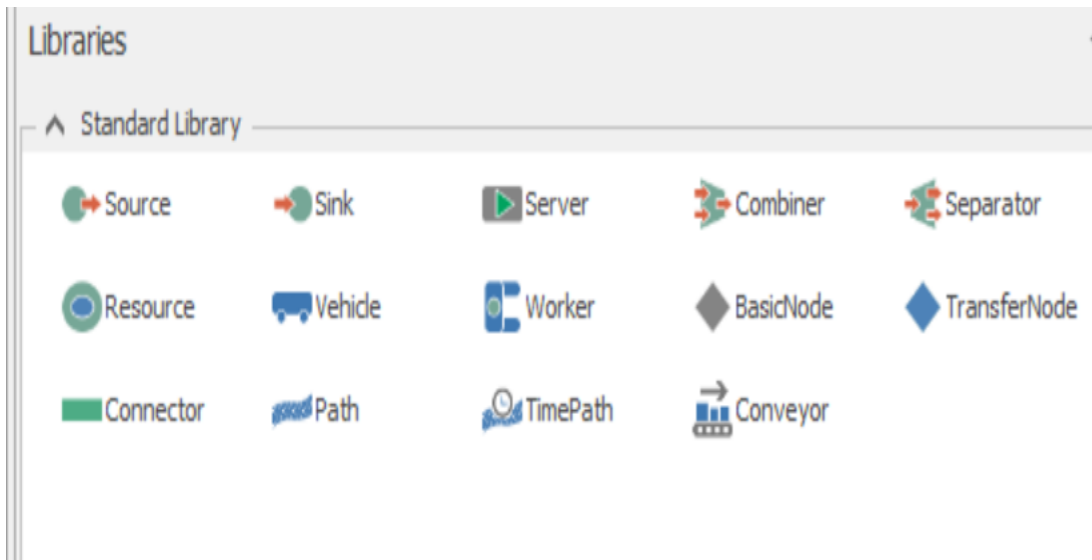 Libraries
Standard Library
Source Sink Server Combiner Separator
Resource Vehicle Worker BasicNode TransferNode
Connector Path TimePath Conveyor